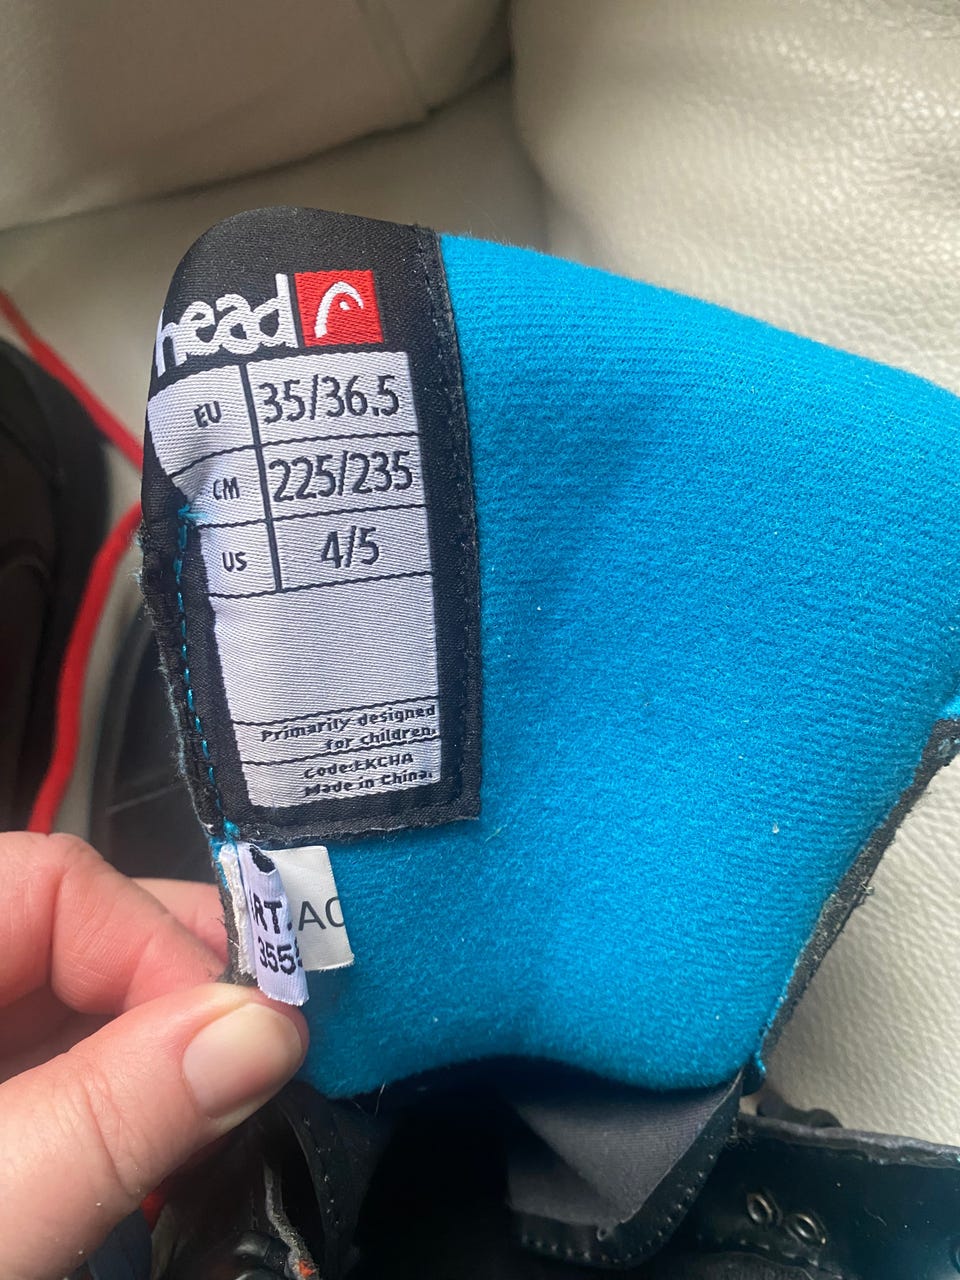 head
EU 35/36.5
CM 225/235
US 4/5
Primarily designed
for children.
Code:EKCHA
Made in China.
RT.
355
AC